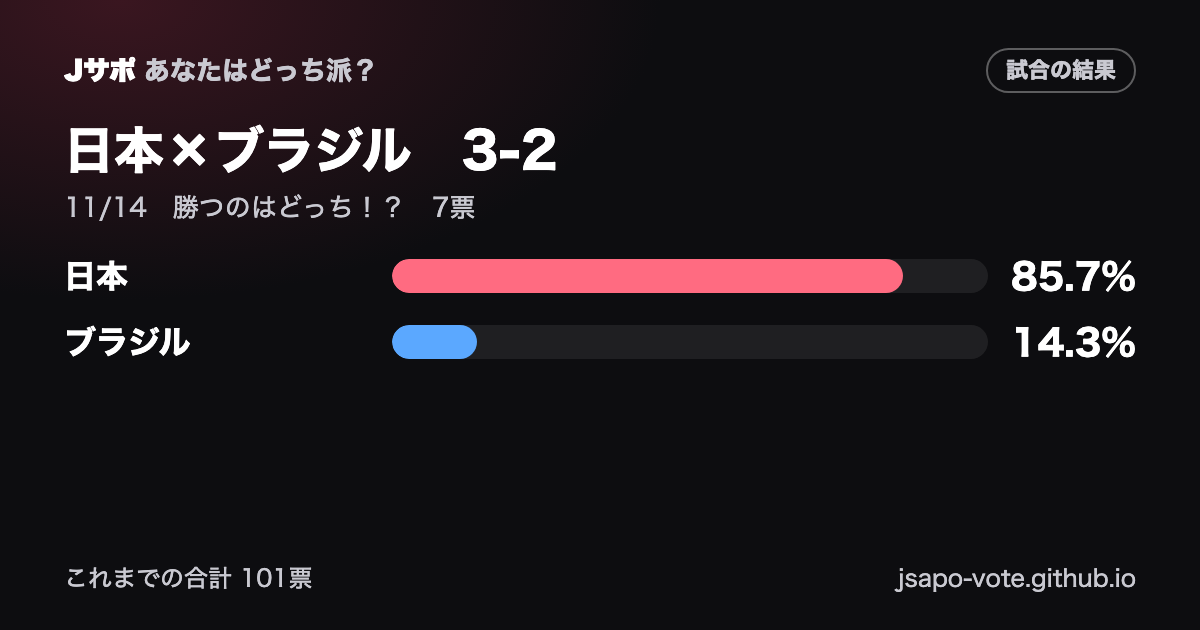 Jサポ あなたはどっち派？
試合の結果
日本×ブラジル　3-2
11/14　勝つのはどっち！？　7票
日本 85.7%
ブラジル 14.3%
これまでの合計 101票
jsapo-vote.github.io